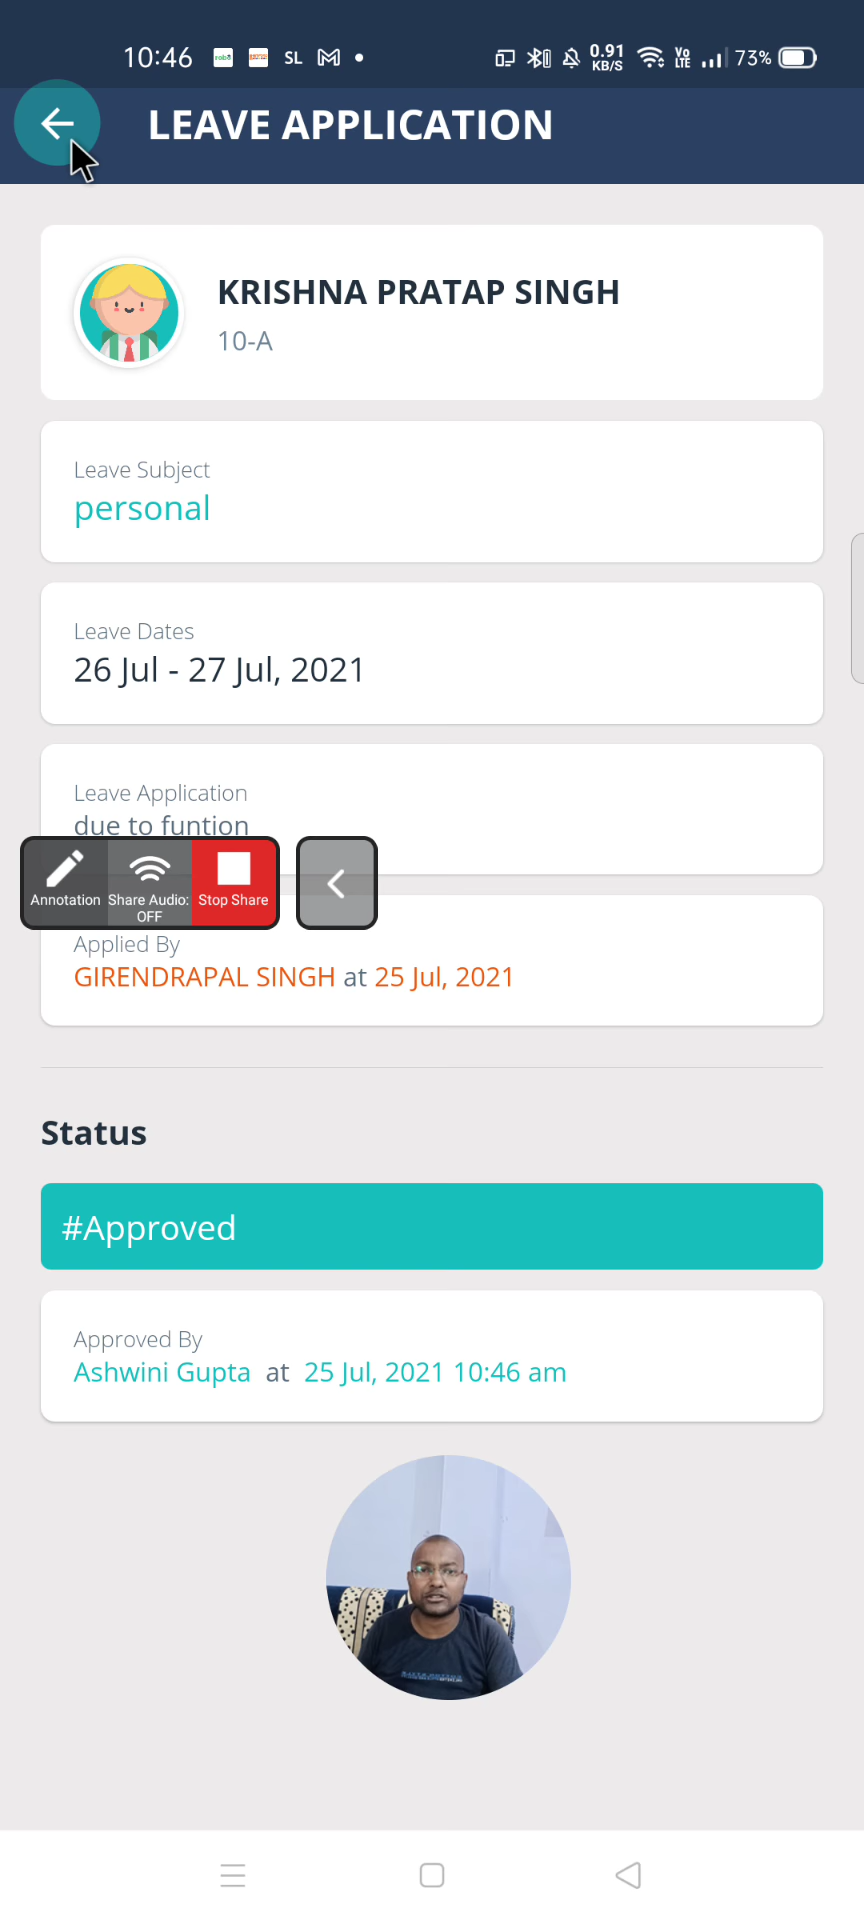 10:46 SL 0.91 KB/S Vo LTE 73%
LEAVE APPLICATION
KRISHNA PRATAP SINGH
10-A
Leave Subject
personal
Leave Dates
26 Jul - 27 Jul, 2021
Leave Application
due to funtion
Annotation
Share Audio: OFF
Stop Share
Applied By
GIRENDRAPAL SINGH at 25 Jul, 2021
Status
#Approved
Approved By
Ashwini Gupta at 25 Jul, 2021 10:46 am